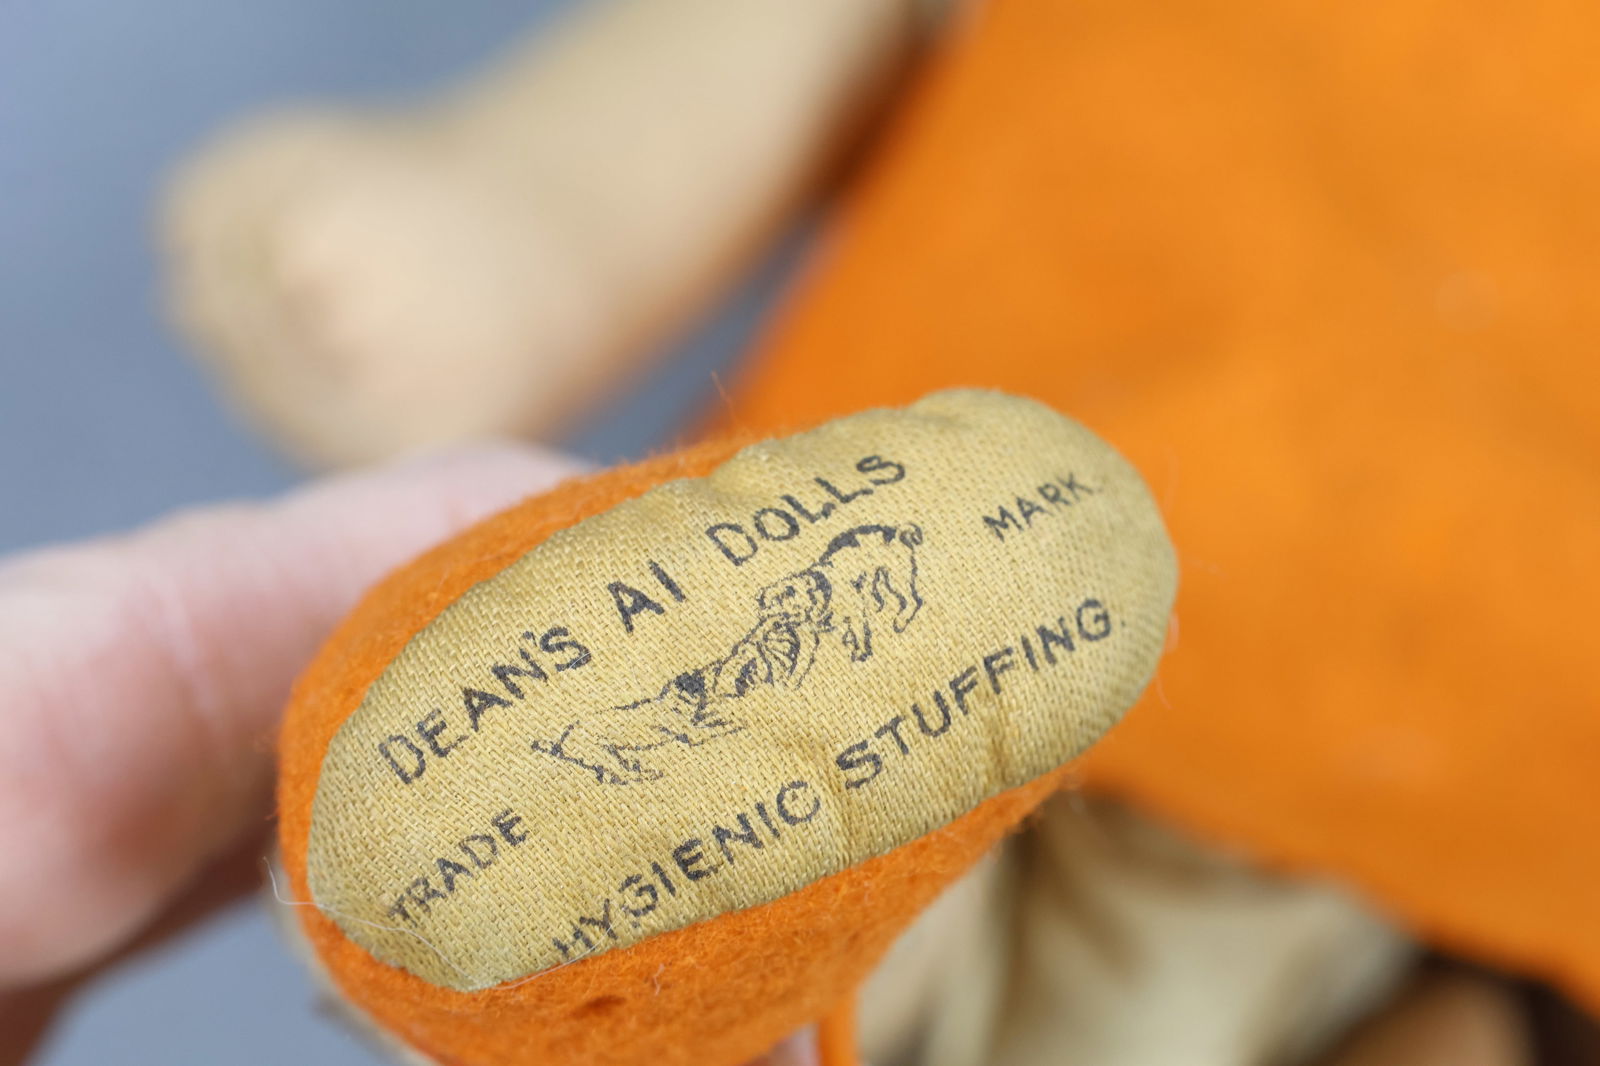 DEAN'S A1 DOLLS
TRADE MARK.
HYGIENIC STUFFING.